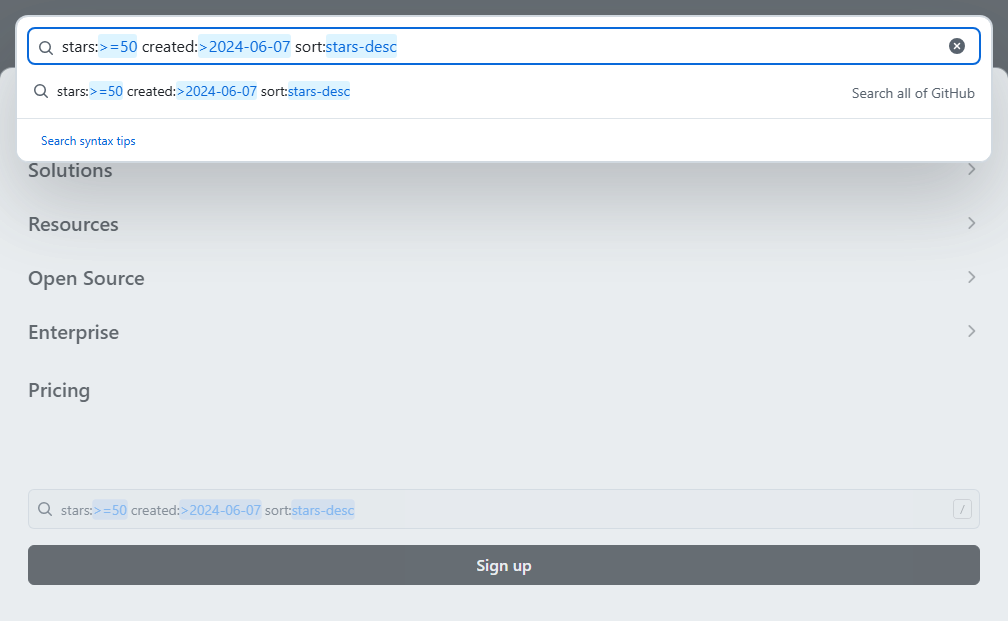 stars:>=50 created:>2024-06-07 sort:stars-desc
stars:>=50 created:>2024-06-07 sort:stars-desc Search all of GitHub
Search syntax tips
Solutions
Resources
Open Source
Enterprise
Pricing
stars:>=50 created:>2024-06-07 sort:stars-desc /
Sign up